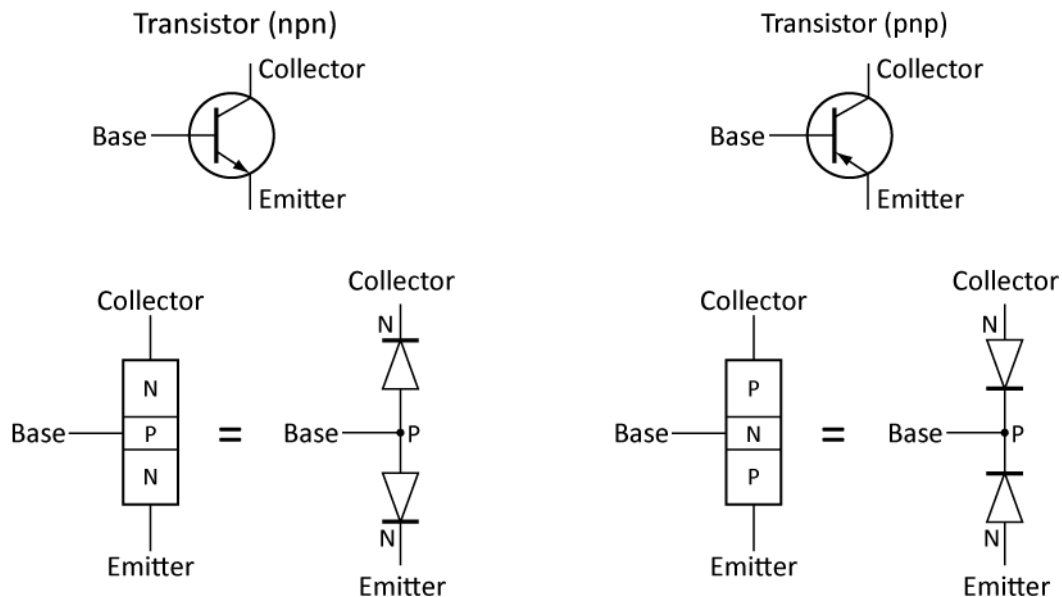 Transistor (npn)
Collector
Base
Emitter
Transistor (pnp)
Collector
Base
Emitter
Collector
N
Base
P
N
Emitter
=
Collector
N
Base
P
N
Emitter
Collector
P
Base
N
P
Emitter
=
Collector
N
Base
P
N
Emitter